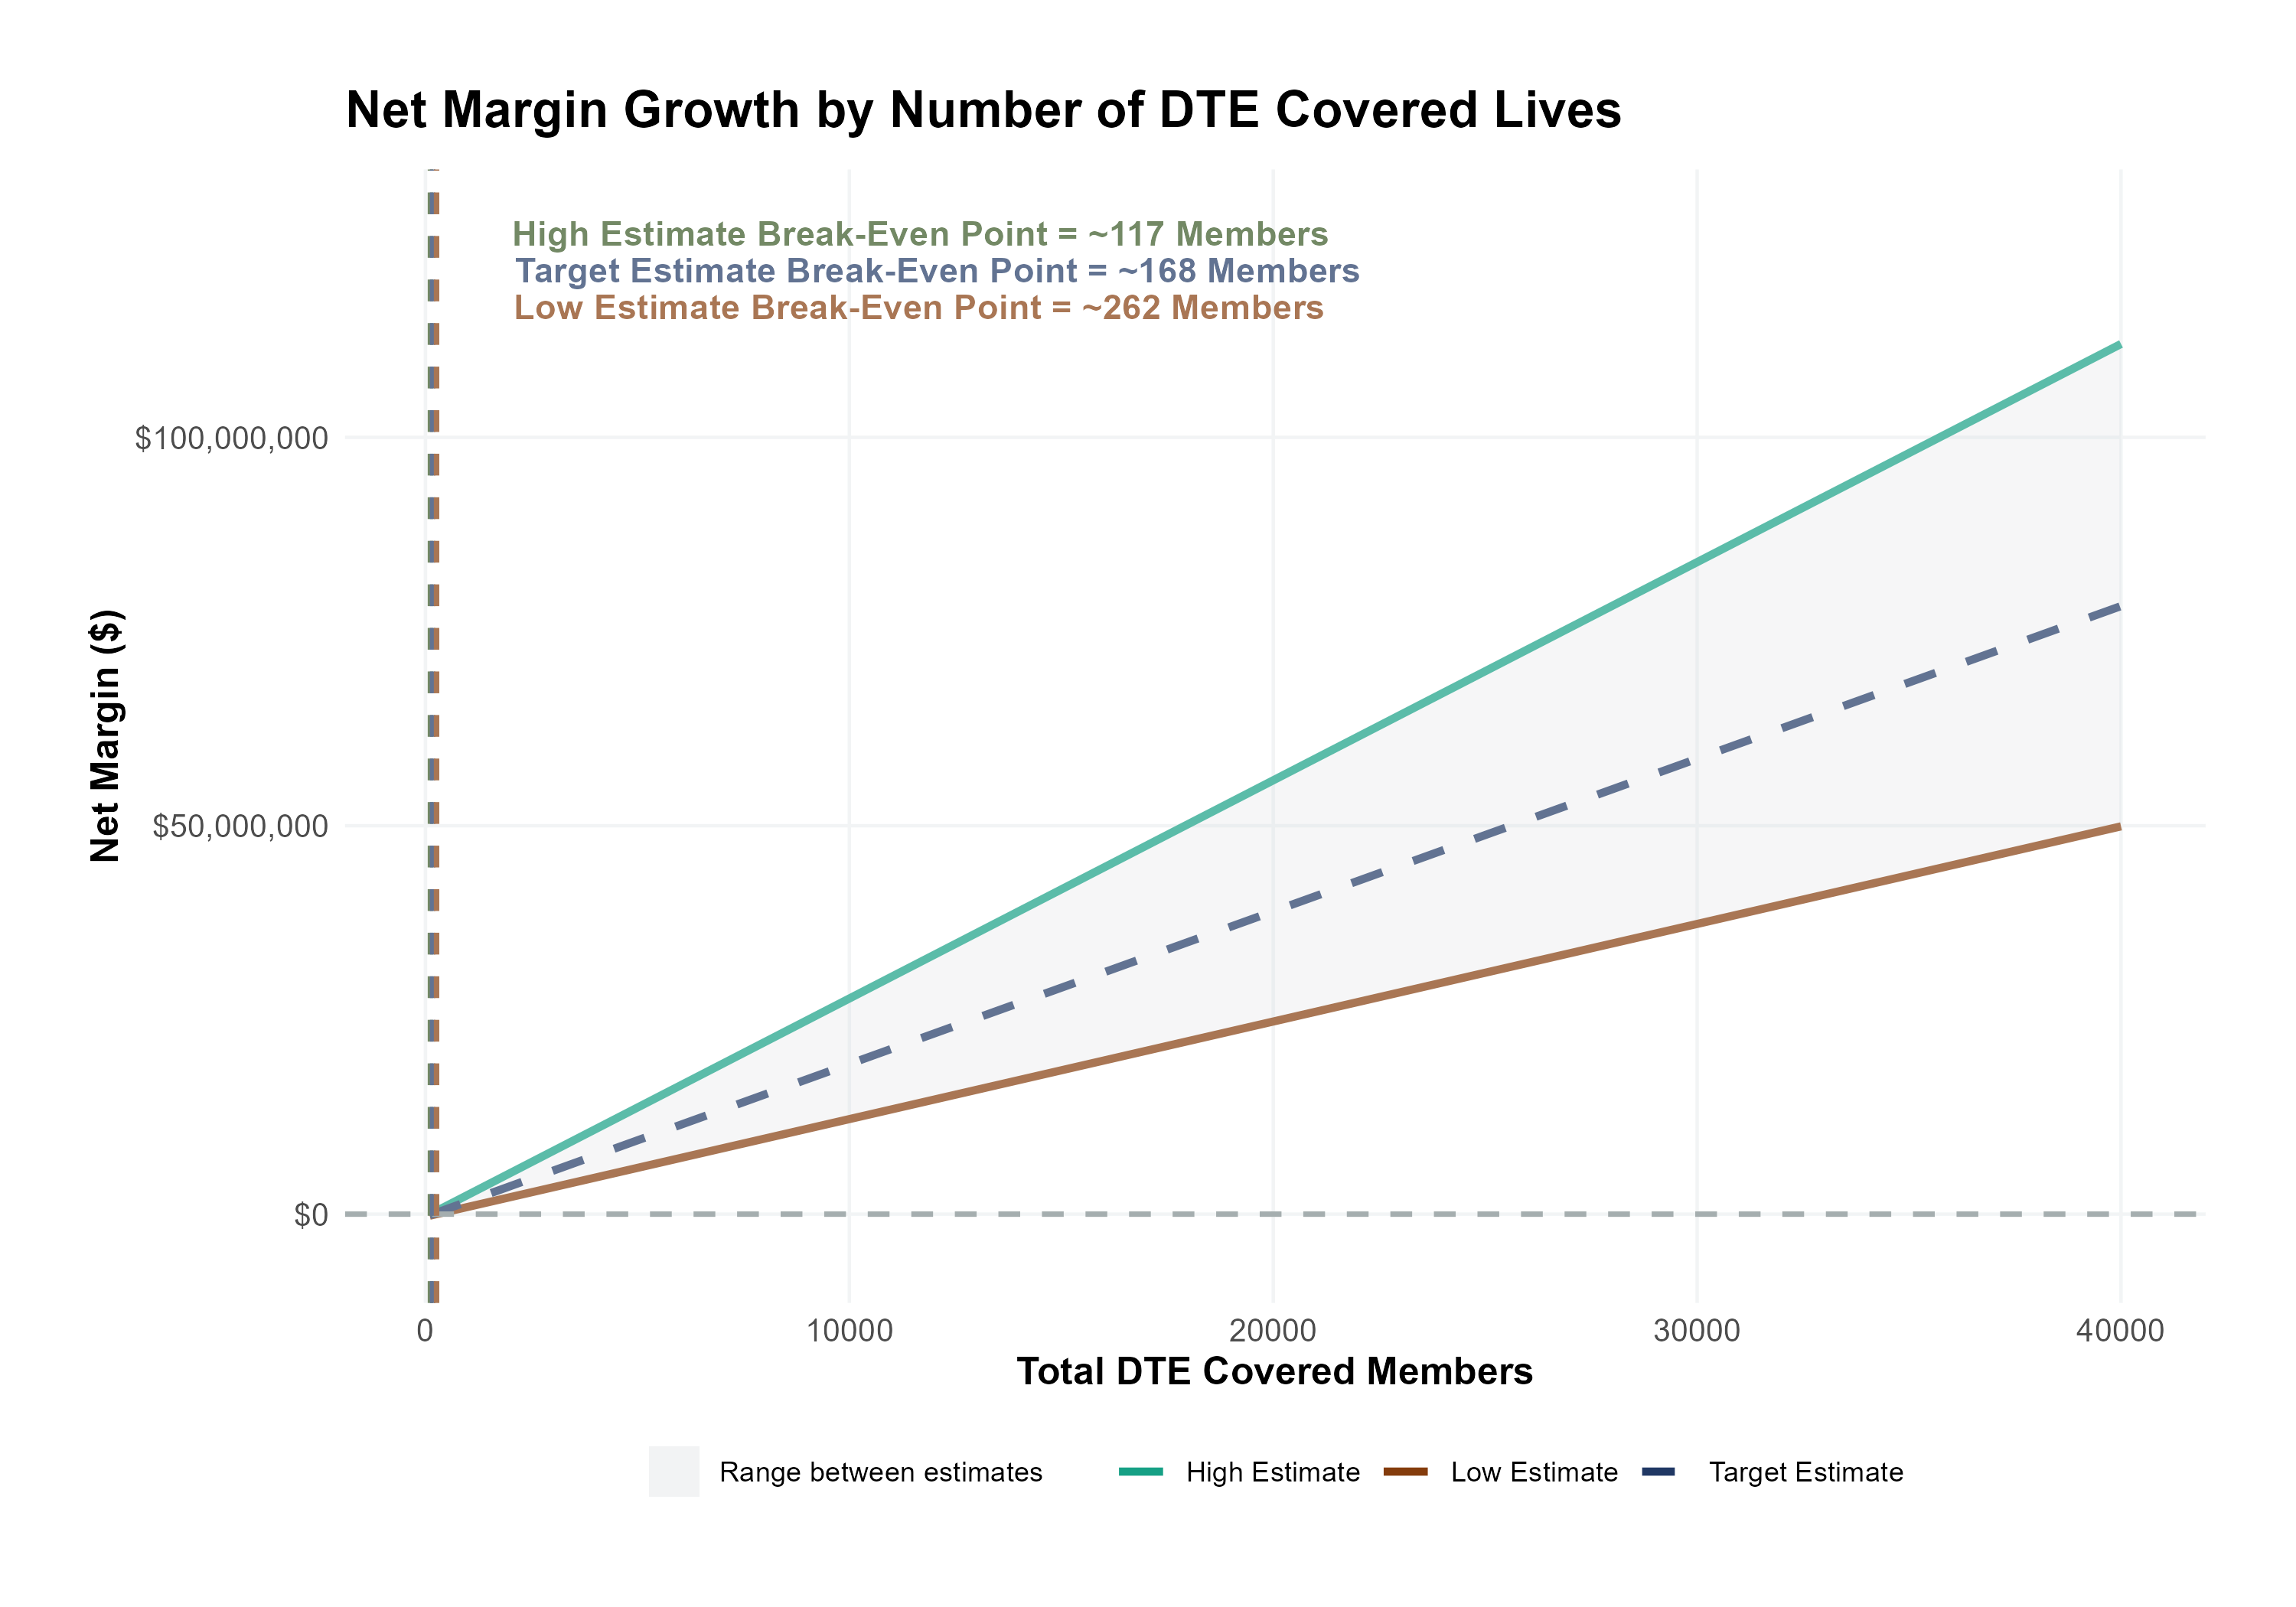 Net Margin Growth by Number of DTE Covered Lives
High Estimate Break-Even Point = ~117 Members
Target Estimate Break-Even Point = ~168 Members
Low Estimate Break-Even Point = ~262 Members
$100,000,000
$50,000,000
$0
Net Margin ($)
0 10000 20000 30000 40000
Total DTE Covered Members
Range between estimates High Estimate Low Estimate Target Estimate